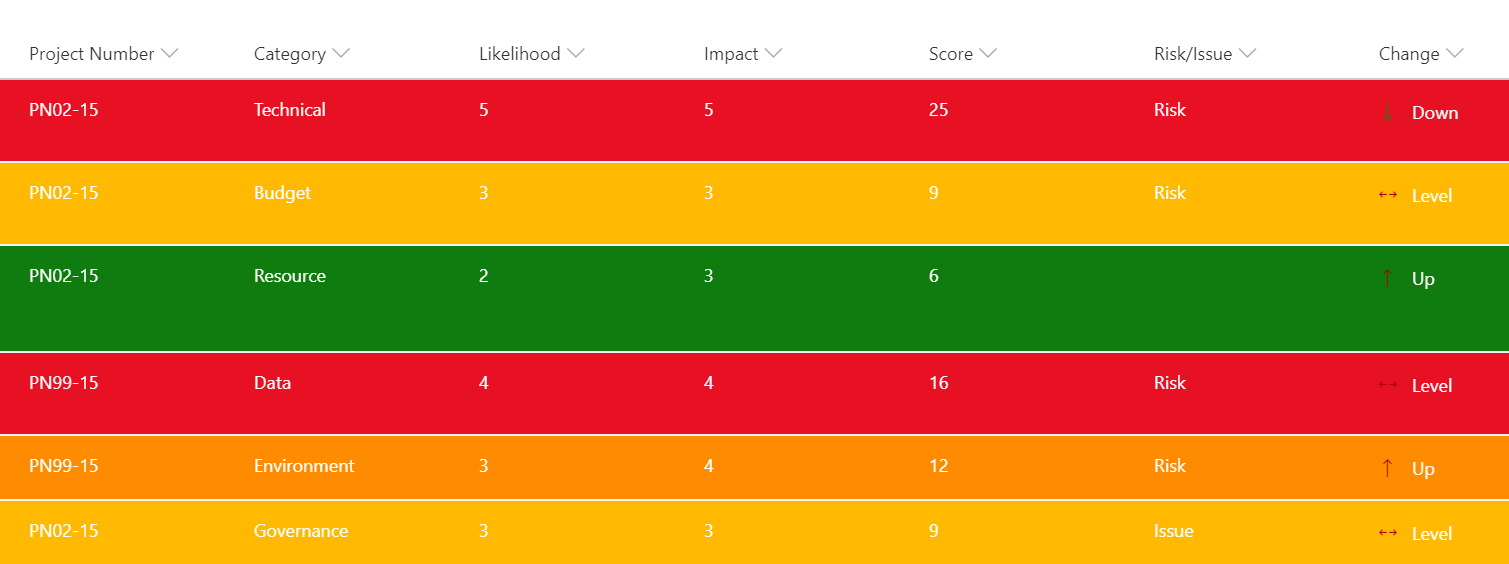 Project Number Category Likelihood Impact Score Risk/Issue Change
PN02-15 Technical 5 5 25 Risk ↓ Down
PN02-15 Budget 3 3 9 Risk ↔ Level
PN02-15 Resource 2 3 6 ↑ Up
PN99-15 Data 4 4 16 Risk ↔ Level
PN99-15 Environment 3 4 12 Risk ↑ Up
PN02-15 Governance 3 3 9 Issue ↔ Level